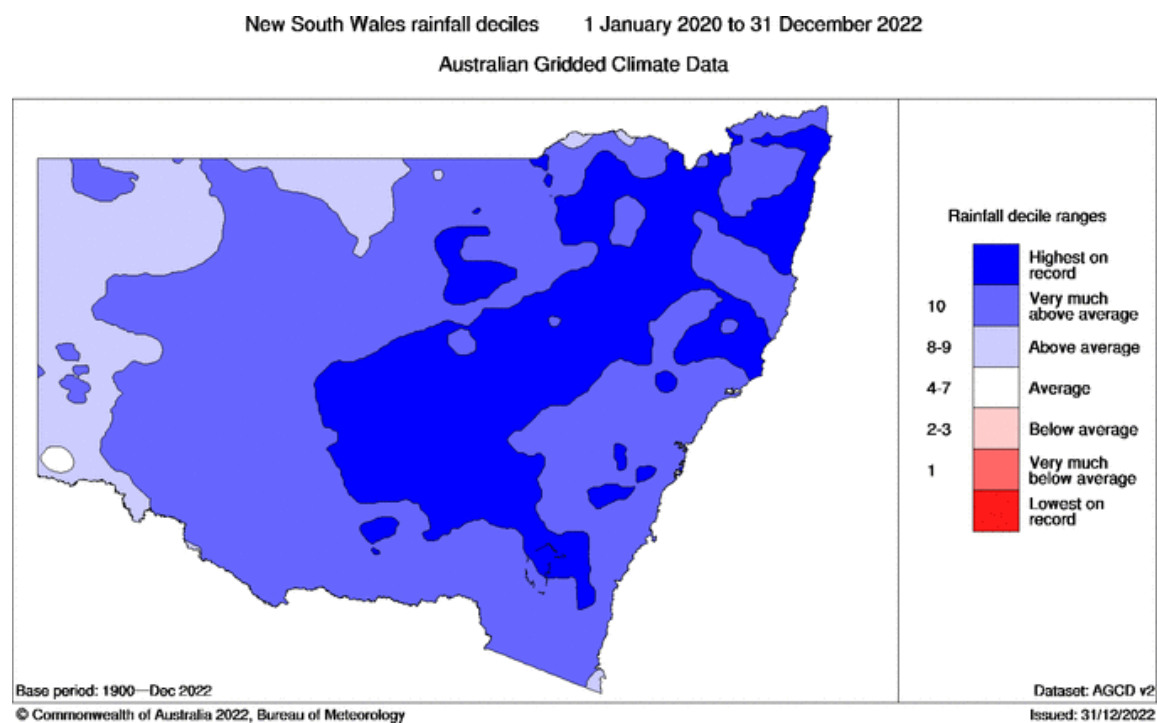 New South Wales rainfall deciles 1 January 2020 to 31 December 2022
Australian Gridded Climate Data
Rainfall decile ranges
Highest on
record
10 Very much
above average
8-9 Above average
4-7 Average
2-3 Below average
1 Very much
below average
Lowest on
record
Base period: 1900—Dec 2022
Dataset: AGCD v2
© Commonwealth of Australia 2022, Bureau of Meteorology
Issued: 31/12/2022